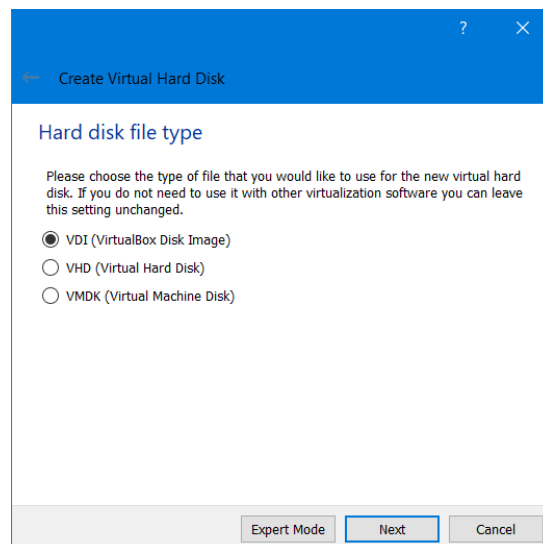 ?
Create Virtual Hard Disk
Hard disk file type
Please choose the type of file that you would like to use for the new virtual hard
disk. If you do not need to use it with other virtualization software you can leave
this setting unchanged.
VDI (VirtualBox Disk Image)
VHD (Virtual Hard Disk)
VMDK (Virtual Machine Disk)
Expert Mode Next Cancel